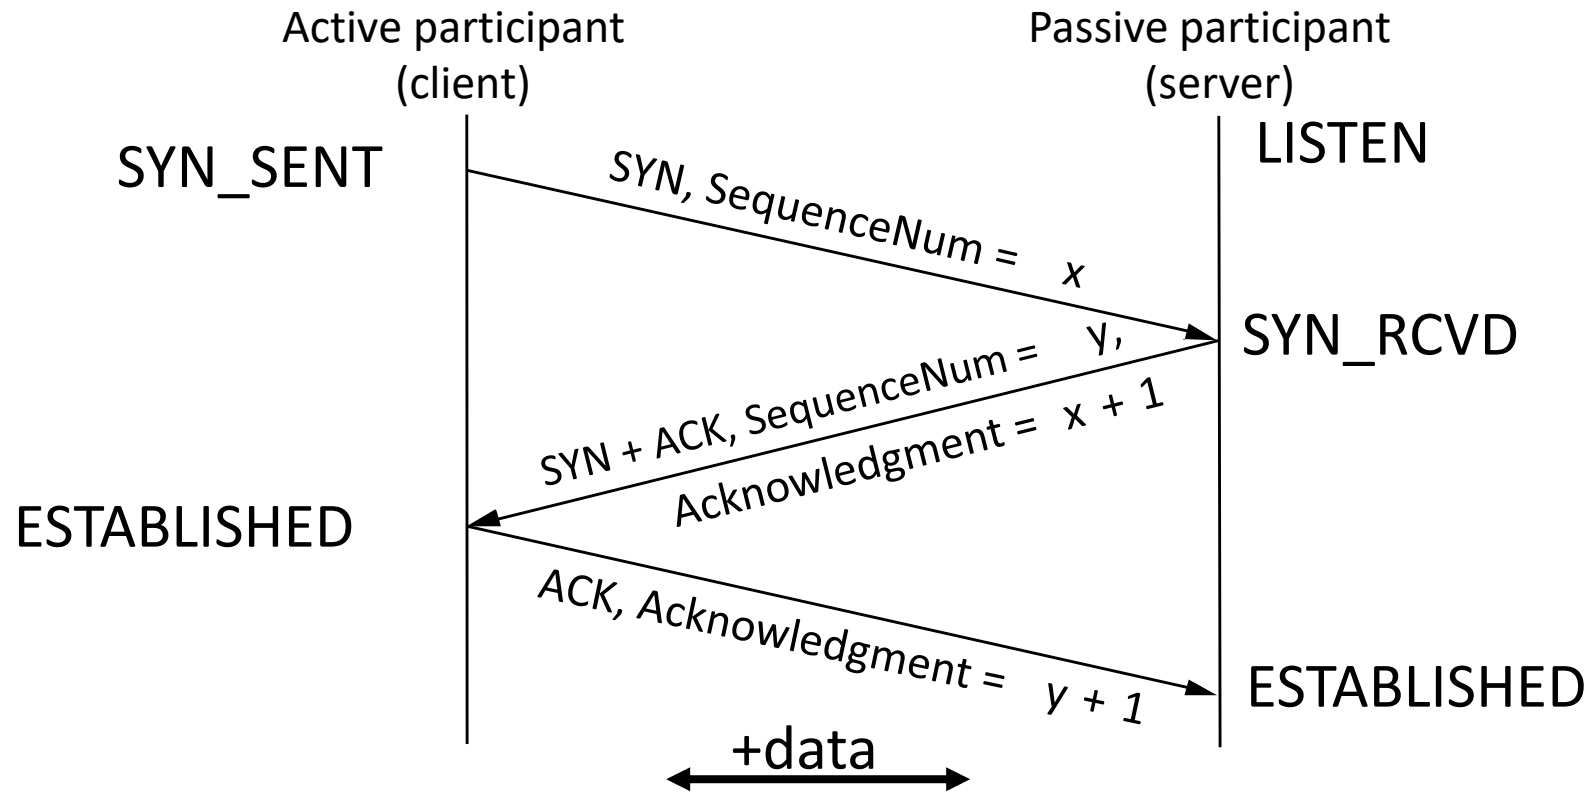 Active participant
(client)
Passive participant
(server)
LISTEN
SYN_SENT
SYN, SequenceNum = x
SYN_RCVD
SYN + ACK, SequenceNum = y,
Acknowledgment = x + 1
ESTABLISHED
ACK, Acknowledgment = y + 1
ESTABLISHED
+data